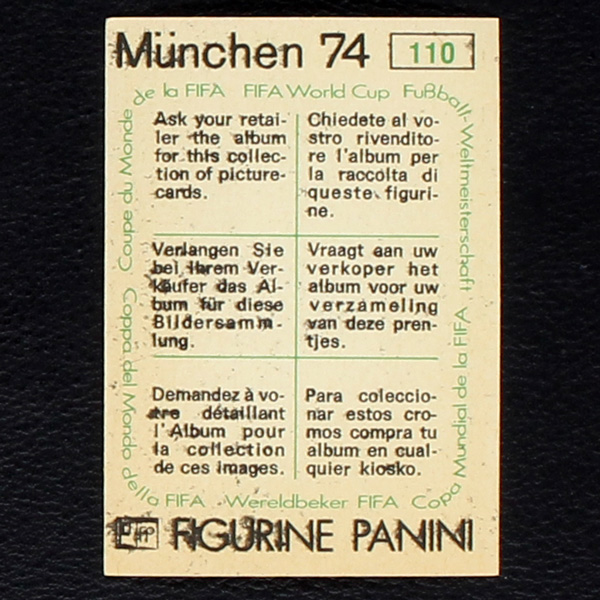 München 74 110
de la FIFA FIFA World Cup Fußball-Weltmeisterschaft
Ask your retai-
ler the album
for this collec-
tion of picture-
cards.
Chiedete al vo-
stro rivendito-
re l'album per
la raccolta di
queste figuri-
ne.
Verlangen Sie
bei Ihrem Ver-
käufer das Al-
bum für diese
Bildersamm-
lung.
Vraagt aan uw
verkoper het
album voor uw
verzameling
van deze pren-
tjes.
Demandez à vo-
tre détaillant
l'Album pour
la collection
de ces images.
Para coleccio-
nar estos cro-
mos compra tu
album en cual-
quier kiosko.
Coupe du Monde
Coppa del Mondo
della FIFA Wereldbeker FIFA Copa Mundial de la FIFA
FIGURINE PANINI